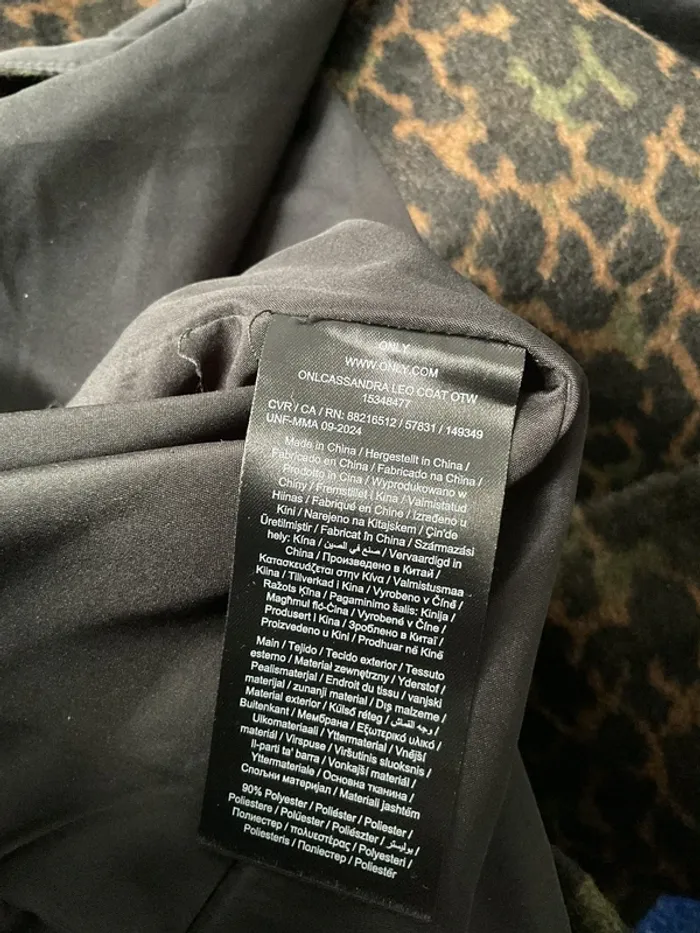 ONLY
WWW.ONLY.COM
ONLCASSANDRA LEO COAT OTW
15348477
CVR / CA / RN: 88216512 / 57831 / 149349
UNF-MMA 09-2024
Made in China / Hergestellt in China /
Fabricado en China / Fabricado na China /
Prodotto in Cina / Wyprodukowano w
Chiny / Fremstillet i Kina / Valmistatud
Hiinas / Fabriqué en Chine / Izrađeno u
Kini / Narejeno na Kitajskem / Çin'de
Üretilmiştir / Fabricat în China / Származási
hely: Kína / صنع في الصين / Vervaardigd in
China / Произведено в Китай /
Κατασκευάζεται στην Κίνα / Valmistusmaa
Kiina / Tillverkad i Kina / Vyrobeno v Číně /
Ražots Ķīna / Pagaminimo šalis: Kinija /
Magħmul fid-Ċina / Vyrobené v Číne /
Produsert i Kina / Зроблено в Китаї /
Proizvedeno u Kini / Prodhuar në Kinë
Main / Tejido / Tecido exterior / Tessuto
esterno / Materiał zewnętrzny / Yderstof /
Pealismaterjal / Endroit du tissu / vanjski
materijal / zunanji material / Dış malzeme /
Material exterior / Külső réteg / وجه القماش /
Buitenkant / Мембрана / Εξωτερικό υλικό /
Ulkomateriaali / Yttermaterial / Vnější
materiál / Virspuse / Viršutinis sluoksnis /
Il-parti ta' barra / Vonkajší materiál /
Yttermateriale / Основна тканина /
Спољни материјал / Materiali jashtëm
90% Polyester / Poliéster / Poliester /
Poliestere / Polüester / Poliészter / بوليستر /
Полиестер / πολυεστέρας / Polyesteri /
Poliesteris / Поліестер / Poliestër